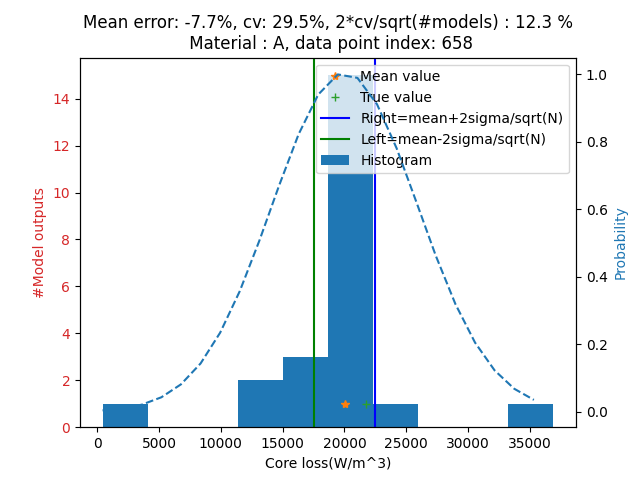 Mean error: -7.7%, cv: 29.5%, 2*cv/sqrt(#models) : 12.3 %
Material : A, data point index: 658
Mean value
True value
Right=mean+2sigma/sqrt(N)
Left=mean-2sigma/sqrt(N)
Histogram
#Model outputs
14
12
10
8
6
4
2
0
1.0
0.8
0.6
0.4
0.2
0.0
Probability
0 5000 10000 15000 20000 25000 30000 35000
Core loss(W/m^3)